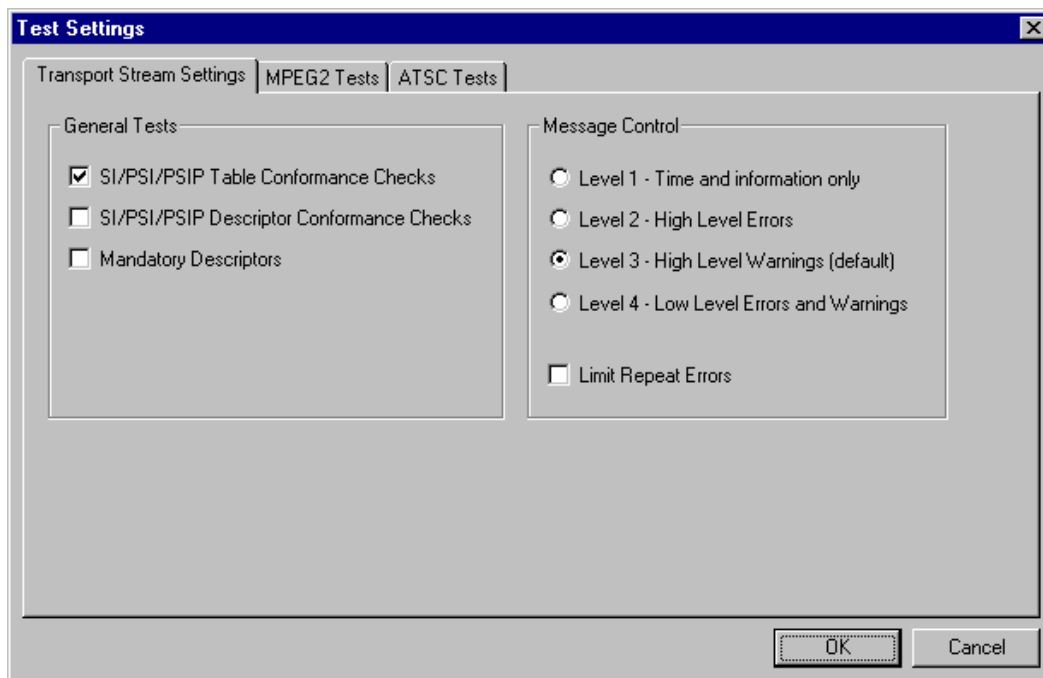 Test Settings
Transport Stream Settings
MPEG2 Tests
ATSC Tests
General Tests
SI/PSI/PSIP Table Conformance Checks
SI/PSI/PSIP Descriptor Conformance Checks
Mandatory Descriptors
Message Control
Level 1 - Time and information only
Level 2 - High Level Errors
Level 3 - High Level Warnings (default)
Level 4 - Low Level Errors and Warnings
Limit Repeat Errors
OK
Cancel